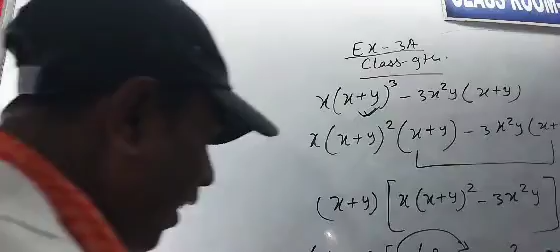 CLASS ROOM-
Ex-3A
Class-9th.
x(x+y)³ - 3x²y(x+y)
x(x+y)²(x+y) - 3x²y(x+
(x+y)[x(x+y)² - 3x²y]